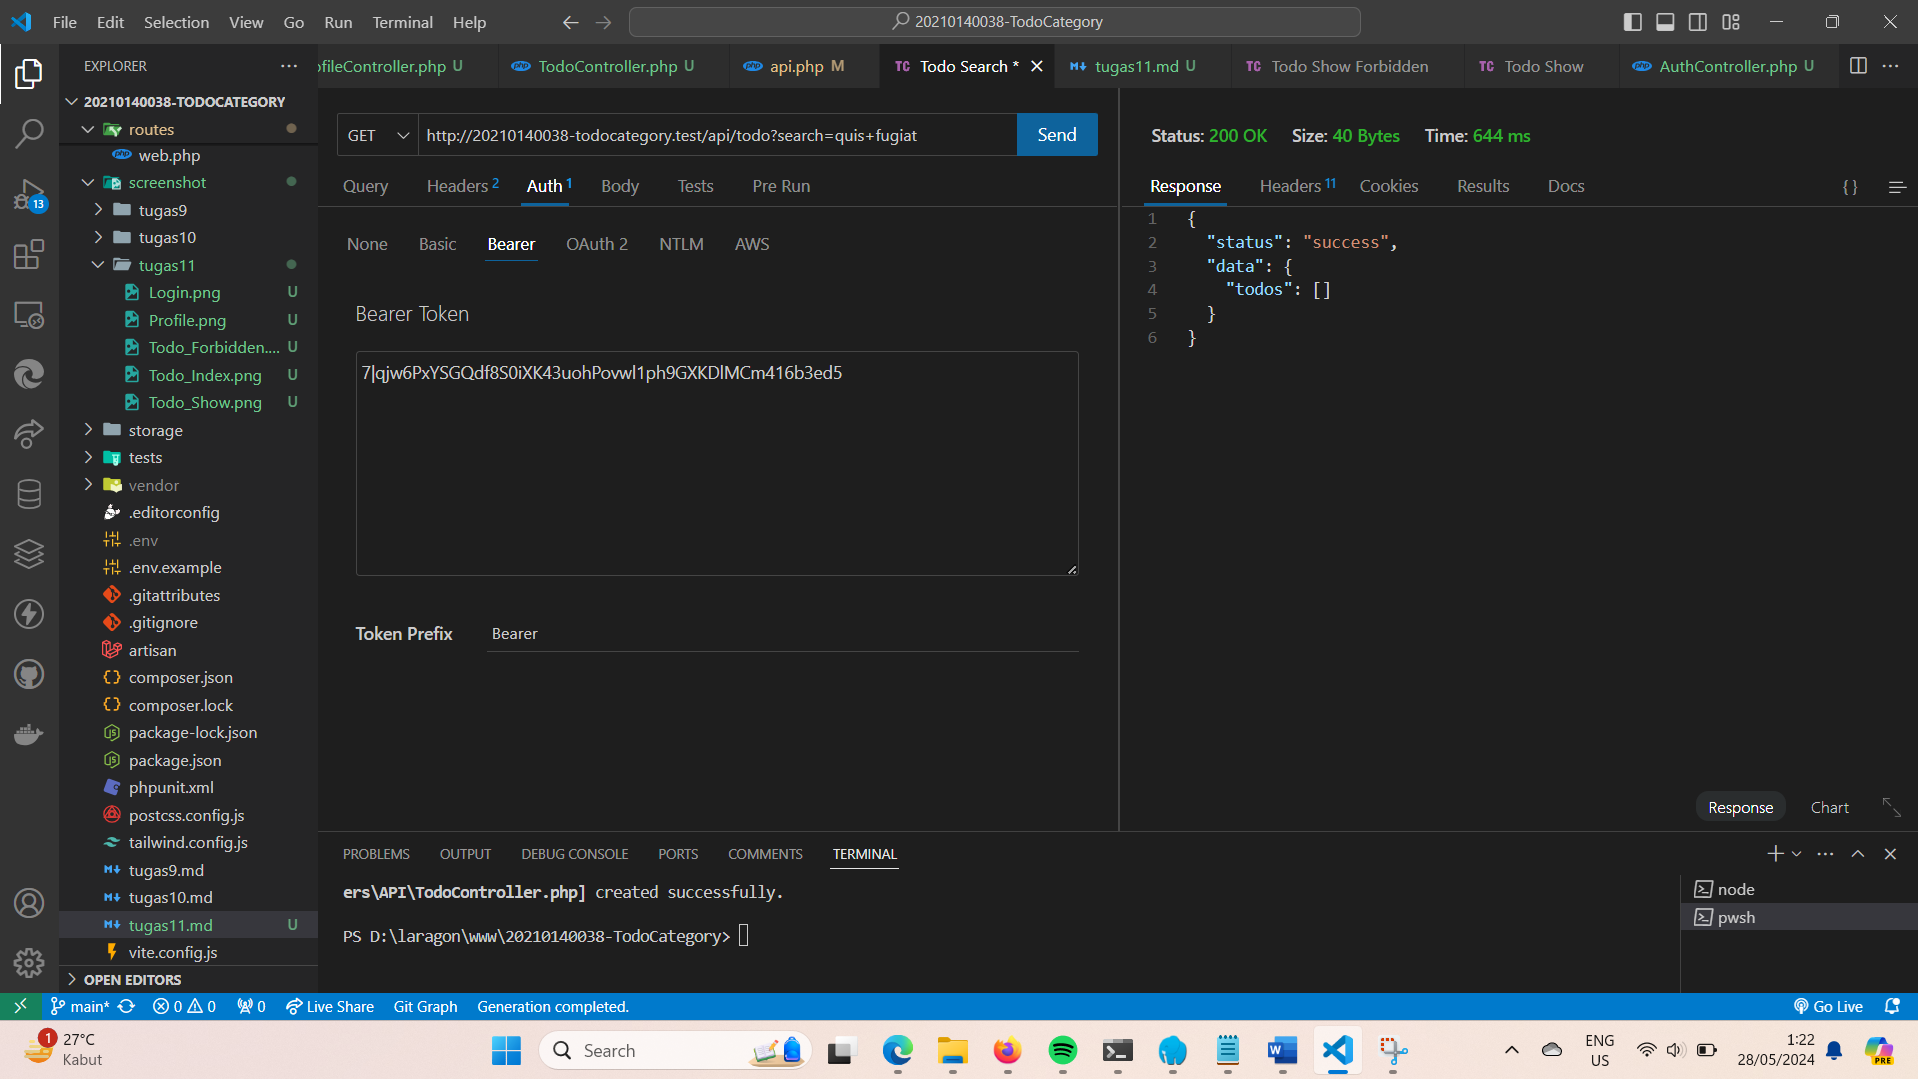 File Edit Selection View Go Run Terminal Help
20210140038-TodoCategory
EXPLORER
ofileController.php U
TodoController.php U
api.php M
Todo Search *
tugas11.md U
Todo Show Forbidden
Todo Show
AuthController.php U
20210140038-TODOCATEGORY
routes
web.php
screenshot
tugas9
tugas10
tugas11
Login.png U
Profile.png U
Todo_Forbidden.... U
Todo_Index.png U
Todo_Show.png U
storage
tests
vendor
.editorconfig
.env
.env.example
.gitattributes
.gitignore
artisan
composer.json
composer.lock
package-lock.json
package.json
phpunit.xml
postcss.config.js
tailwind.config.js
tugas9.md
tugas10.md
tugas11.md U
vite.config.js
OPEN EDITORS
13
GET http://20210140038-todocategory.test/api/todo?search=quis+fugiat Send
Query Headers 2 Auth 1 Body Tests Pre Run
None Basic Bearer OAuth 2 NTLM AWS
Bearer Token
7|qjw6PxYSGQdf8S0iXK43uohPovwl1ph9GXKDlMCm416b3ed5
Token Prefix Bearer
Status: 200 OK Size: 40 Bytes Time: 644 ms
Response Headers 11 Cookies Results Docs { }
1 {
2 "status": "success",
3 "data": {
4 "todos": []
5 }
6 }
Response Chart
PROBLEMS OUTPUT DEBUG CONSOLE PORTS COMMENTS TERMINAL
ers\API\TodoController.php] created successfully.
PS D:\laragon\www\20210140038-TodoCategory>
node
pwsh
main* 0 0 0 Live Share Git Graph Generation completed. Go Live
1 27°C
Kabut
Search
ENG
US
1:22
28/05/2024
PRE